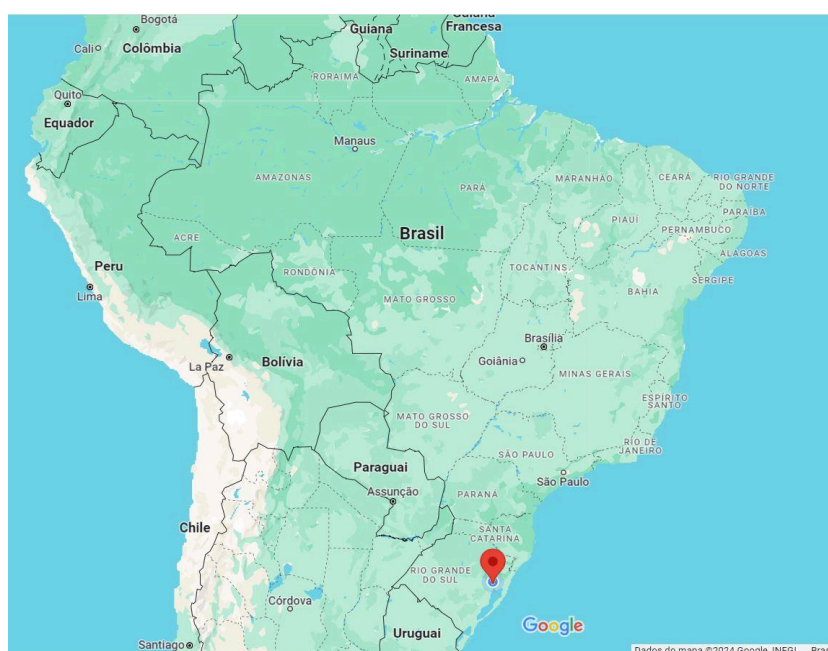 Bogotá
Cali
Colômbia
Guiana
Guiana
Francesa
Suriname
RORAIMA
AMAPÁ
Quito
Equador
Manaus
AMAZONAS
PARÁ
MARANHÃO
CEARÁ
RIO GRANDE
DO NORTE
PARAÍBA
PIAUÍ
PERNAMBUCO
ACRE
Brasil
ALAGOAS
Peru
RONDÔNIA
TOCANTINS
SERGIPE
Lima
MATO GROSSO
BAHIA
Brasília
La Paz
Bolívia
Goiânia
MINAS GERAIS
MATO GROSSO
DO SUL
ESPÍRITO
SANTO
RIO DE
JANEIRO
SÃO PAULO
Paraguai
São Paulo
Assunção
PARANÁ
Chile
SANTA
CATARINA
RIO GRANDE
DO SUL
Córdova
Google
Uruguai
Santiago
Dados do mapa ©2024 Google, INEGI